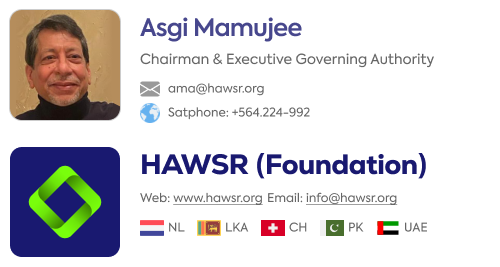 Asgi Mamujee
Chairman & Executive Governing Authority
ama@hawsr.org
Satphone: +564.224-992
HAWSR (Foundation)
Web: www.hawsr.org Email: info@hawsr.org
NL LKA CH PK UAE